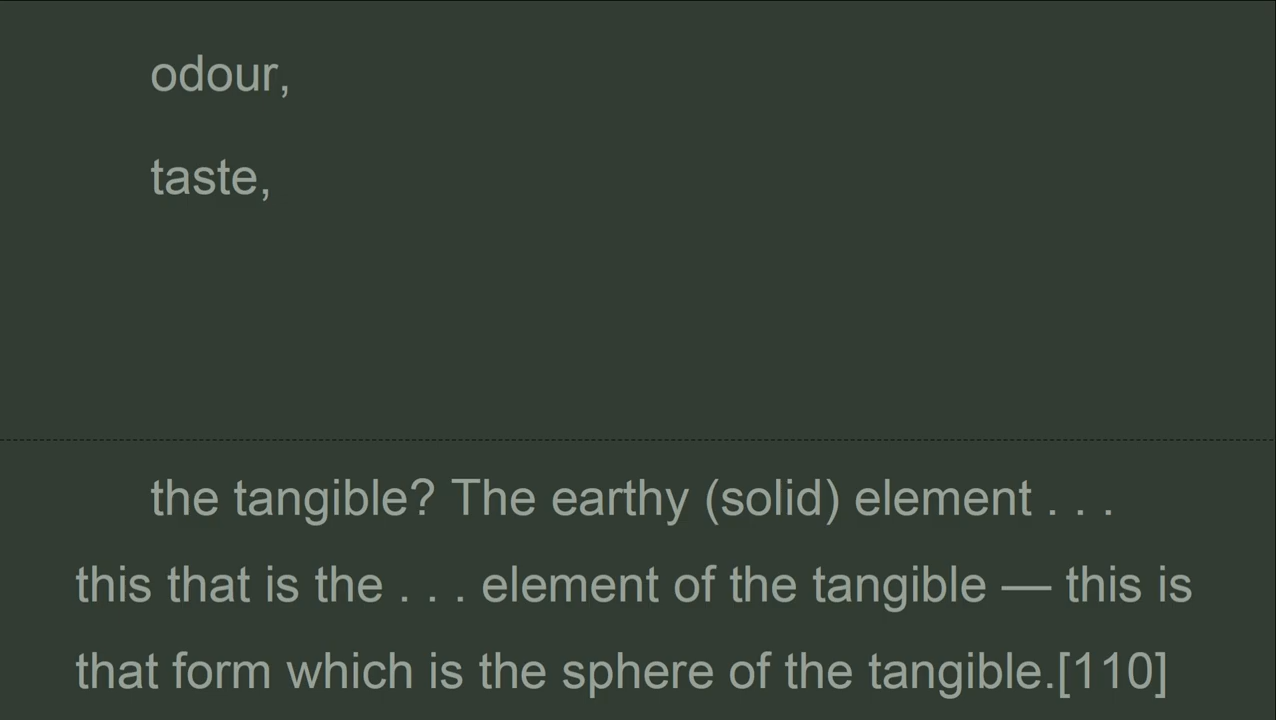 odour,
taste,
the tangible? The earthy (solid) element . . .
this that is the . . . element of the tangible — this is
that form which is the sphere of the tangible.[110]